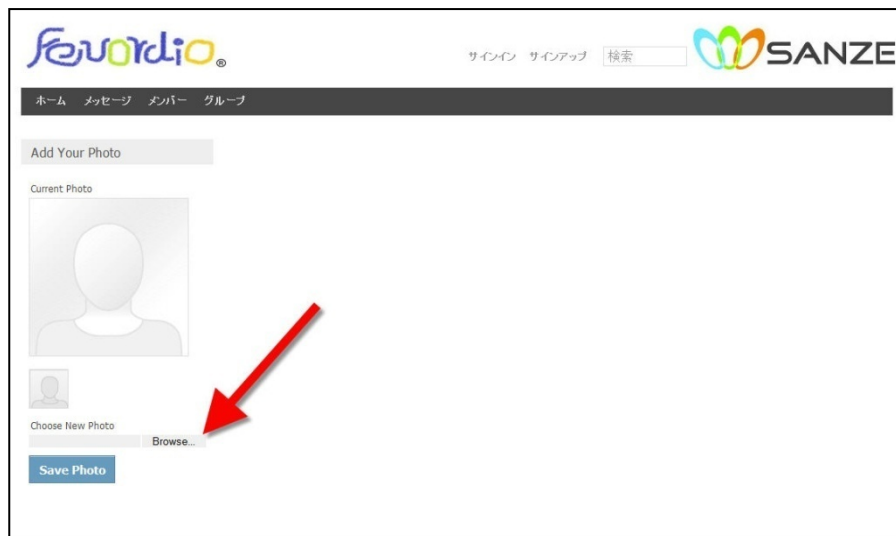 Fevordio®
サインイン サインアップ 検索
SANZE
ホーム メッセージ メンバー グループ
Add Your Photo
Current Photo
Choose New Photo
Browse...
Save Photo